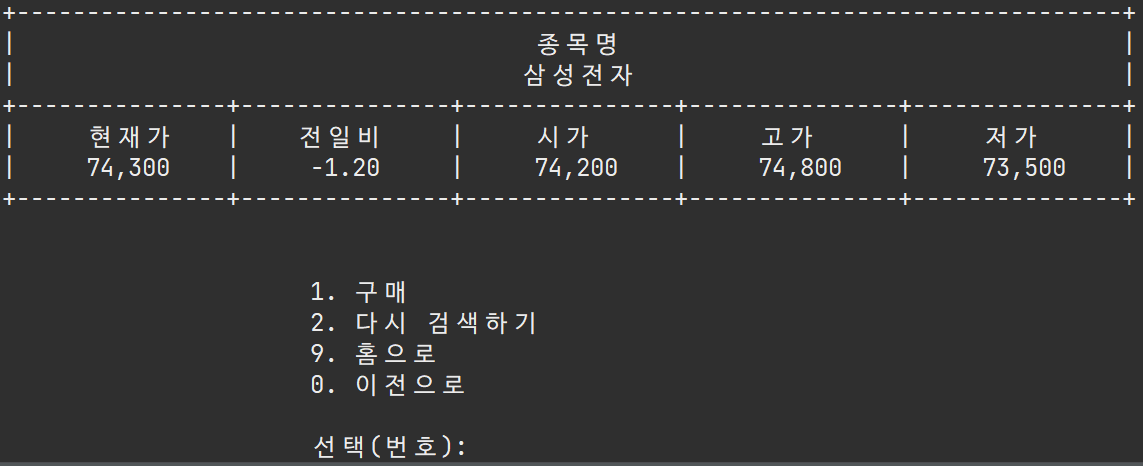 종목명
삼성전자
현재가 전일비 시가 고가 저가
74,300 -1.20 74,200 74,800 73,500
1. 구매
2. 다시 검색하기
9. 홈으로
0. 이전으로
선택(번호):